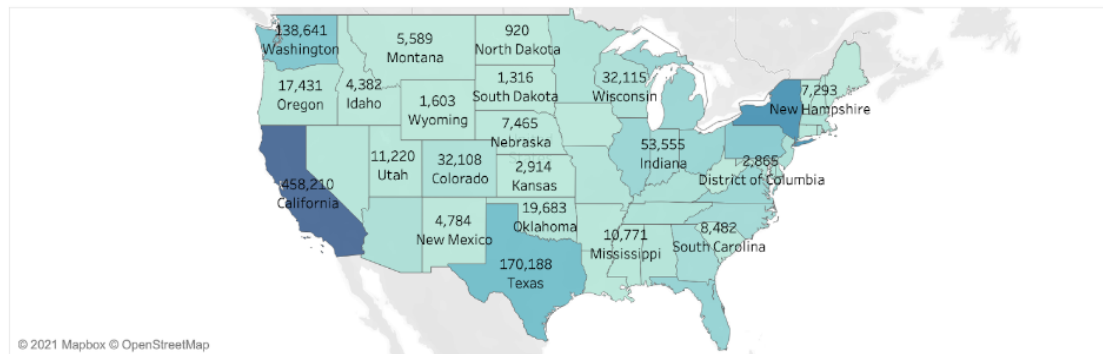 138,641
Washington
5,589
Montana
920
North Dakota
17,431
Oregon
4,382
Idaho
1,316
South Dakota
32,115
Wisconsin
7,293
New Hampshire
1,603
Wyoming
7,465
Nebraska
53,555
Indiana
11,220
Utah
32,108
Colorado
2,914
Kansas
2,865
District of Columbia
458,210
California
4,784
New Mexico
19,683
Oklahoma
10,771
Mississippi
8,482
South Carolina
170,188
Texas
© 2021 Mapbox © OpenStreetMap